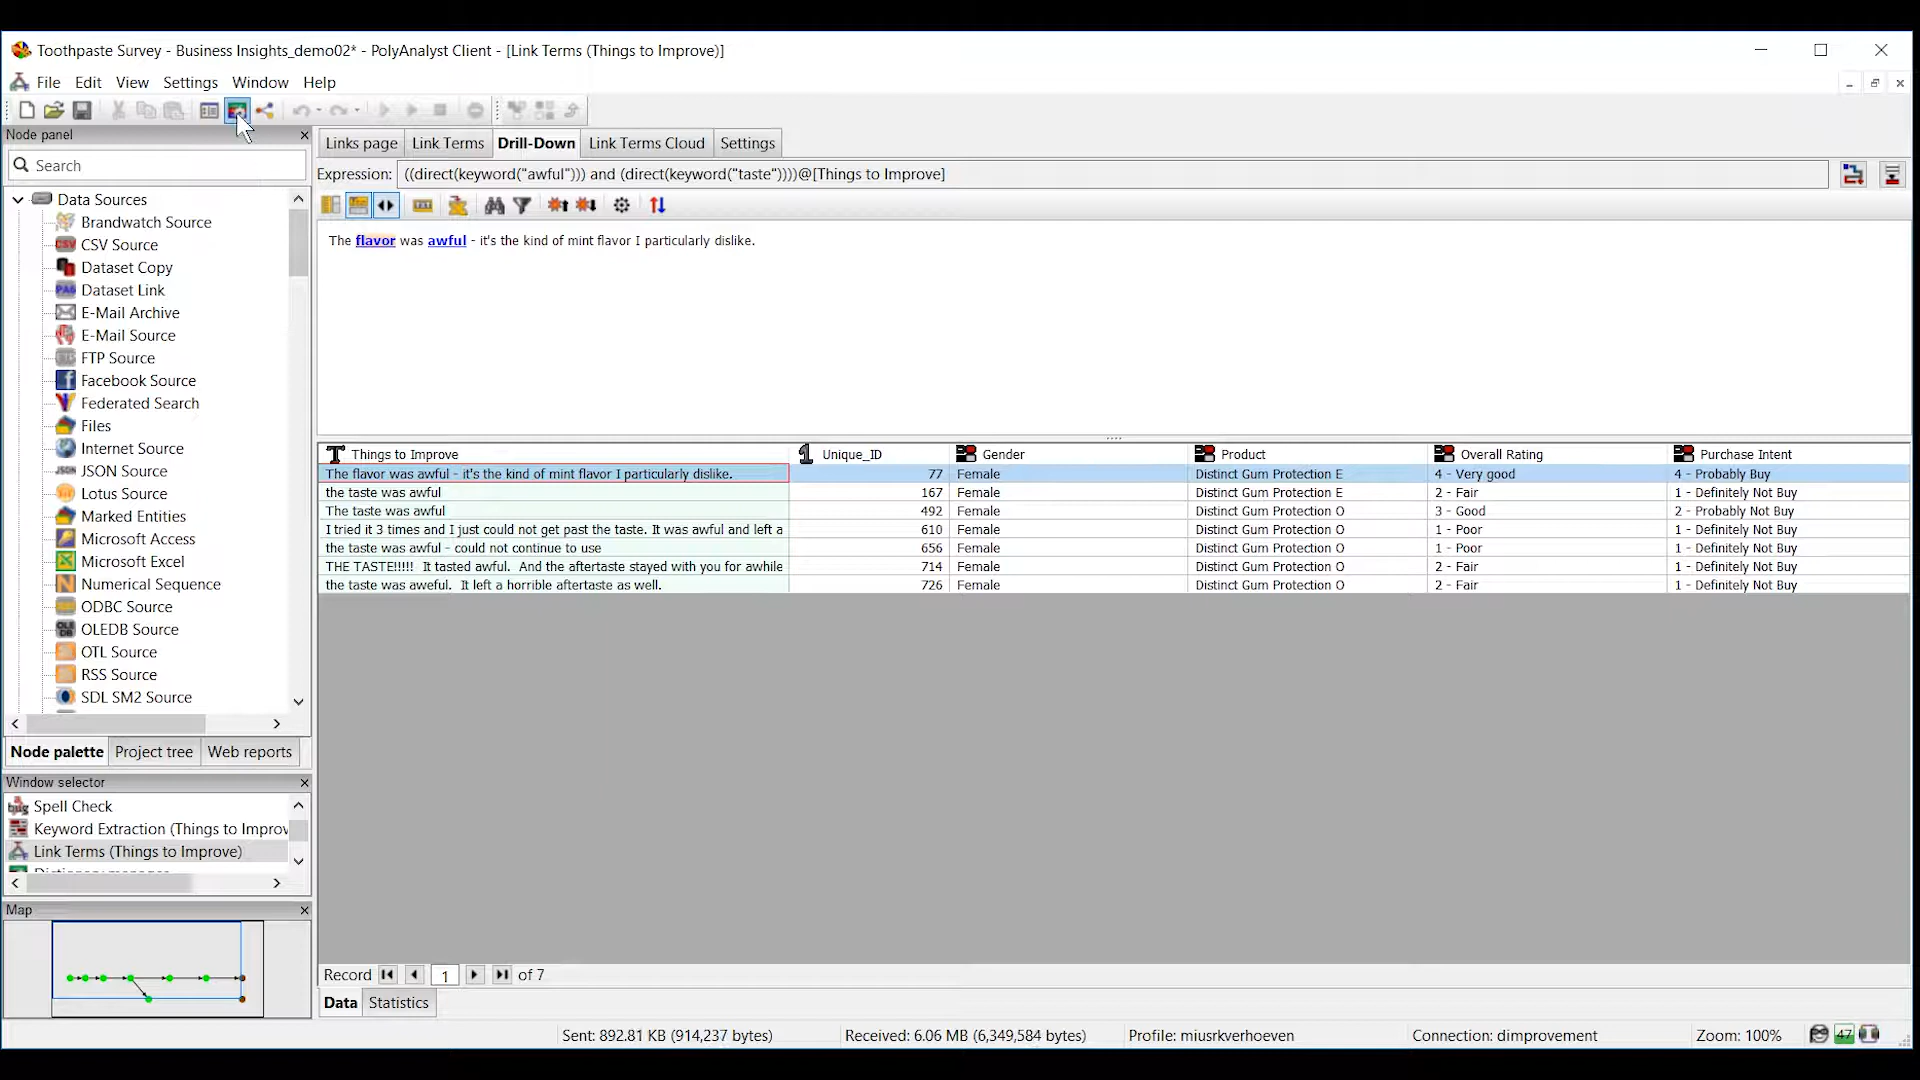 Toothpaste Survey - Business Insights_demo02* - PolyAnalyst Client - [Link Terms (Things to Improve)]
File Edit View Settings Window Help
Node panel
Search
Data Sources
Brandwatch Source
CSV Source
Dataset Copy
Dataset Link
E-Mail Archive
E-Mail Source
FTP Source
Facebook Source
Federated Search
Files
Internet Source
JSON Source
Lotus Source
Marked Entities
Microsoft Access
Microsoft Excel
Numerical Sequence
ODBC Source
OLEDB Source
OTL Source
RSS Source
SDL SM2 Source
Node palette Project tree Web reports
Window selector
Spell Check
Keyword Extraction (Things to Improv
Link Terms (Things to Improve)
Map
Links page Link Terms Drill-Down Link Terms Cloud Settings
Expression: ((direct(keyword("awful"))) and (direct(keyword("taste"))))@[Things to Improve]
The flavor was awful - it's the kind of mint flavor I particularly dislike.
Things to Improve Unique_ID Gender Product Overall Rating Purchase Intent
The flavor was awful - it's the kind of mint flavor I particularly dislike. 77 Female Distinct Gum Protection E 4 - Very good 4 - Probably Buy
the taste was awful 167 Female Distinct Gum Protection E 2 - Fair 1 - Definitely Not Buy
The taste was awful 492 Female Distinct Gum Protection O 3 - Good 2 - Probably Not Buy
I tried it 3 times and I just could not get past the taste. It was awful and left a 610 Female Distinct Gum Protection O 1 - Poor 1 - Definitely Not Buy
the taste was awful - could not continue to use 656 Female Distinct Gum Protection O 1 - Poor 1 - Definitely Not Buy
THE TASTE!!!!! It tasted awful. And the aftertaste stayed with you for awhile 714 Female Distinct Gum Protection O 2 - Fair 1 - Definitely Not Buy
the taste was aweful. It left a horrible aftertaste as well. 726 Female Distinct Gum Protection O 2 - Fair 1 - Definitely Not Buy
Record 1 of 7
Data Statistics
Sent: 892.81 KB (914,237 bytes) Received: 6.06 MB (6,349,584 bytes) Profile: miusrkverhoeven Connection: dimprovement Zoom: 100% 47